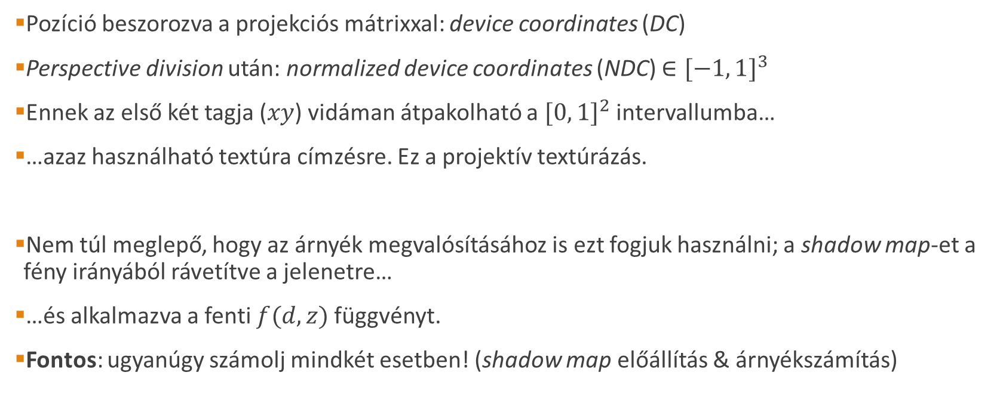 ▪Pozíció beszorozva a projekciós mátrixxal: device coordinates (DC)
▪Perspective division után: normalized device coordinates (NDC) ∈ [−1, 1]³
▪Ennek az első két tagja (xy) vidáman átpakolható a [0, 1]² intervallumba…
▪…azaz használható textúra címzésre. Ez a projektív textúrázás.
▪Nem túl meglepő, hogy az árnyék megvalósításához is ezt fogjuk használni; a shadow map-et a
fény irányából rávetítve a jelenetre…
▪…és alkalmazva a fenti f(d, z) függvényt.
▪Fontos: ugyanúgy számolj mindkét esetben! (shadow map előállítás & árnyékszámítás)